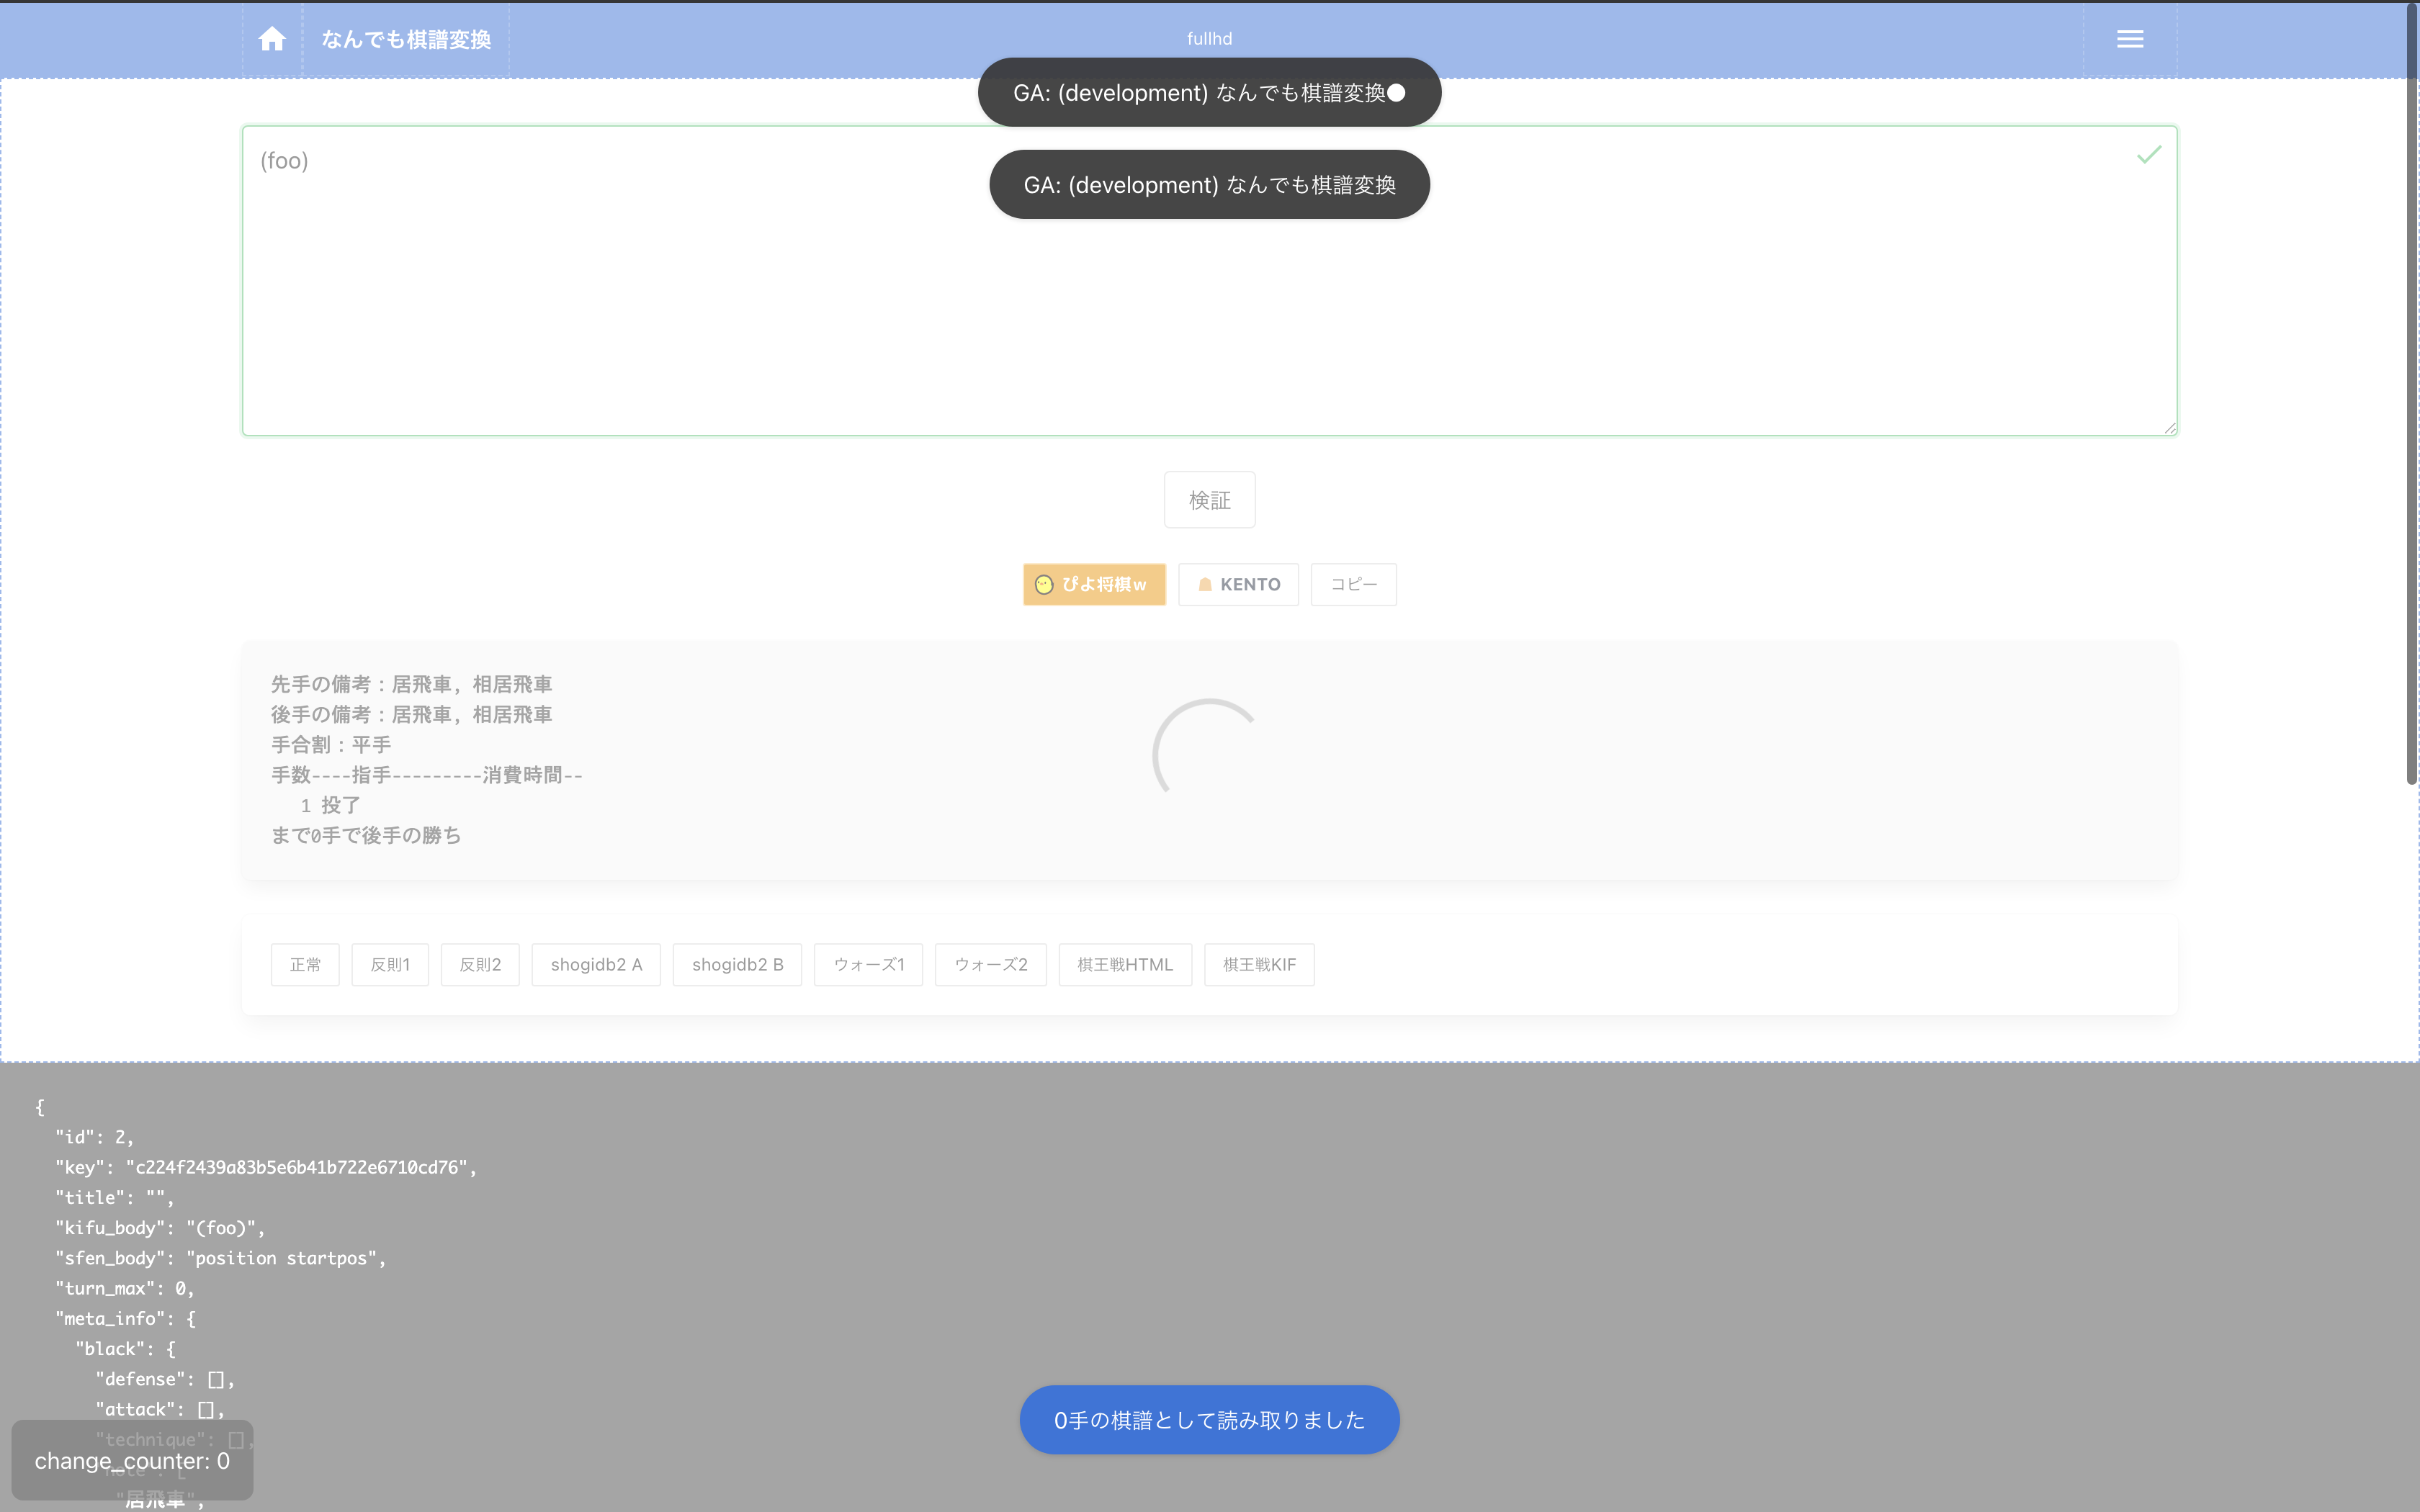 なんでも棋譜変換
fullhd
GA: (development) なんでも棋譜変換
(foo)
GA: (development) なんでも棋譜変換
検証
ぴよ将棋w
KENTO
コピー
先手の備考：居飛車, 相居飛車
後手の備考：居飛車, 相居飛車
手合割：平手
手数----指手---------消費時間--
1 投了
まで0手で後手の勝ち
正常
反則1
反則2
shogidb2 A
shogidb2 B
ウォーズ1
ウォーズ2
棋王戦HTML
棋王戦KIF
{
"id": 2,
"key": "c224f2439a83b5e6b41b722e6710cd76",
"title": "",
"kifu_body": "(foo)",
"sfen_body": "position startpos",
"turn_max": 0,
"meta_info": {
"black": {
"defense": [],
"attack": [],
"technique": [],
"note": [
"居飛車",
change_counter: 0
0手の棋譜として読み取りました